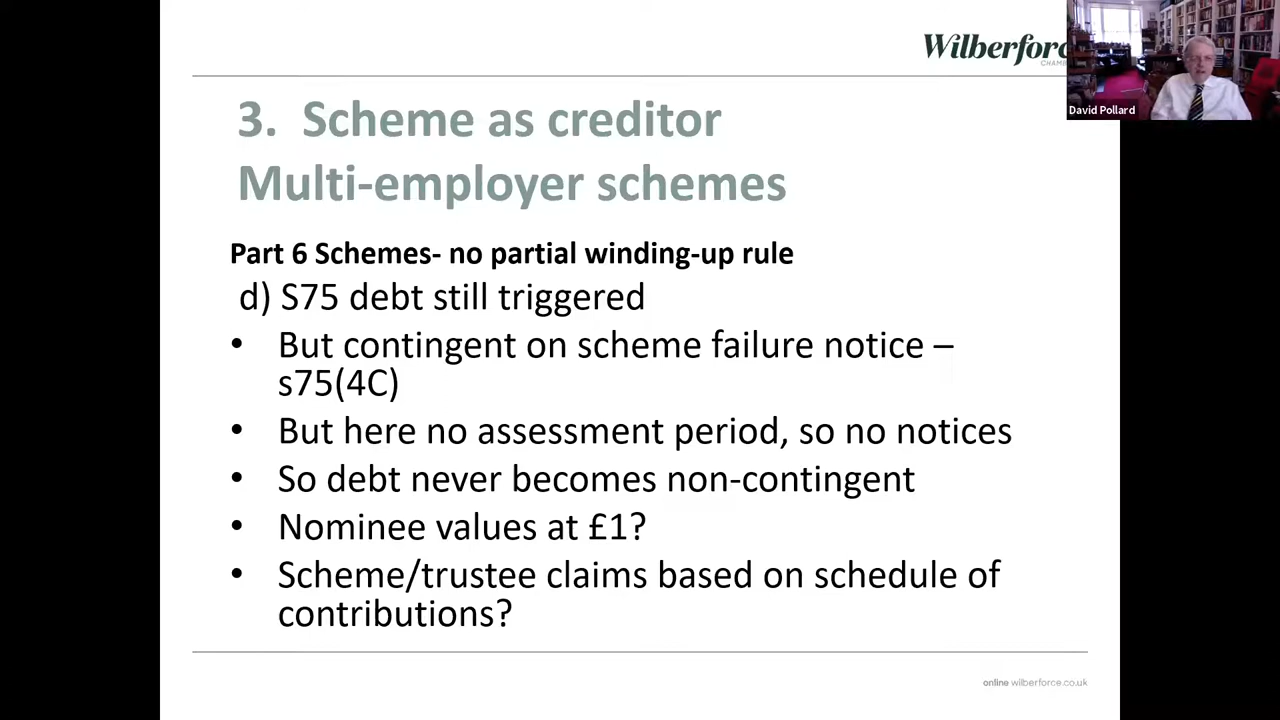 Wilberforc
CHAM
David Pollard
3. Scheme as creditor
Multi-employer schemes
Part 6 Schemes- no partial winding-up rule
d) S75 debt still triggered
• But contingent on scheme failure notice –
s75(4C)
• But here no assessment period, so no notices
• So debt never becomes non-contingent
• Nominee values at £1?
• Scheme/trustee claims based on schedule of
contributions?
online wilberforce.co.uk